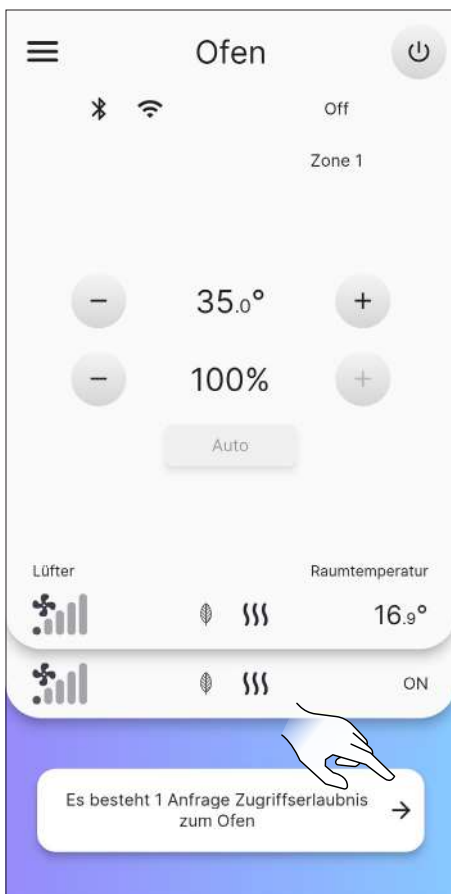 Ofen
Off
Zone 1
− 35.0° +
− 100% +
Auto
Lüfter
Raumtemperatur
16.9°
ON
Es besteht 1 Anfrage Zugriffserlaubnis
zum Ofen →